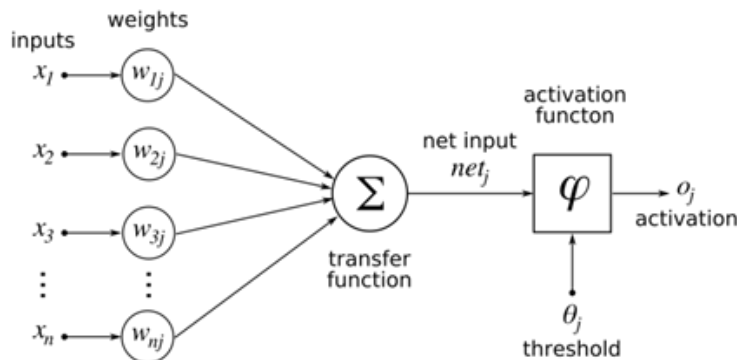 weights
inputs
x1
w1j
x2
w2j
x3
w3j
⋮
⋮
xn
wnj
Σ
transfer
function
net input
netj
activation
functon
φ
oj
activation
θj
threshold